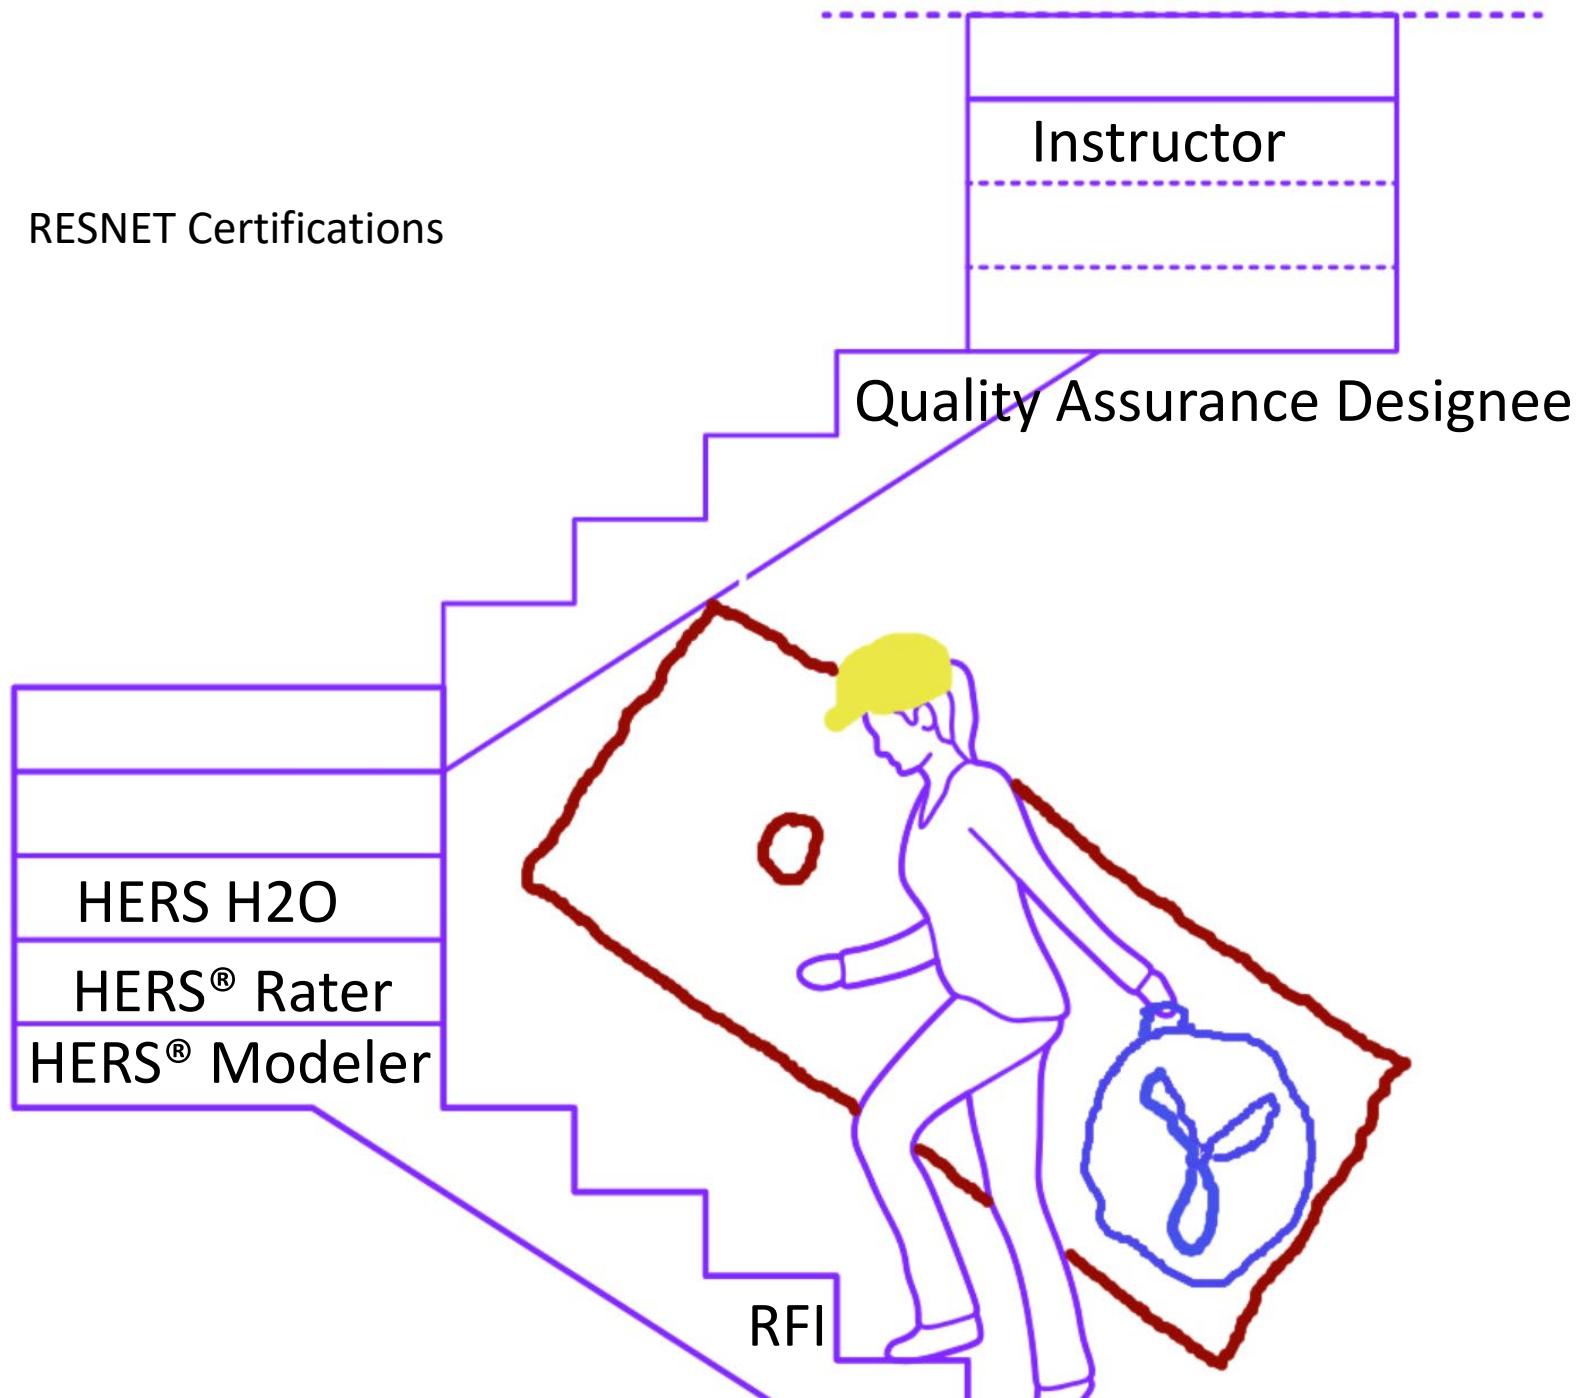 Instructor
RESNET Certifications
Quality Assurance Designee
HERS H2O
HERS® Rater
HERS® Modeler
RFI